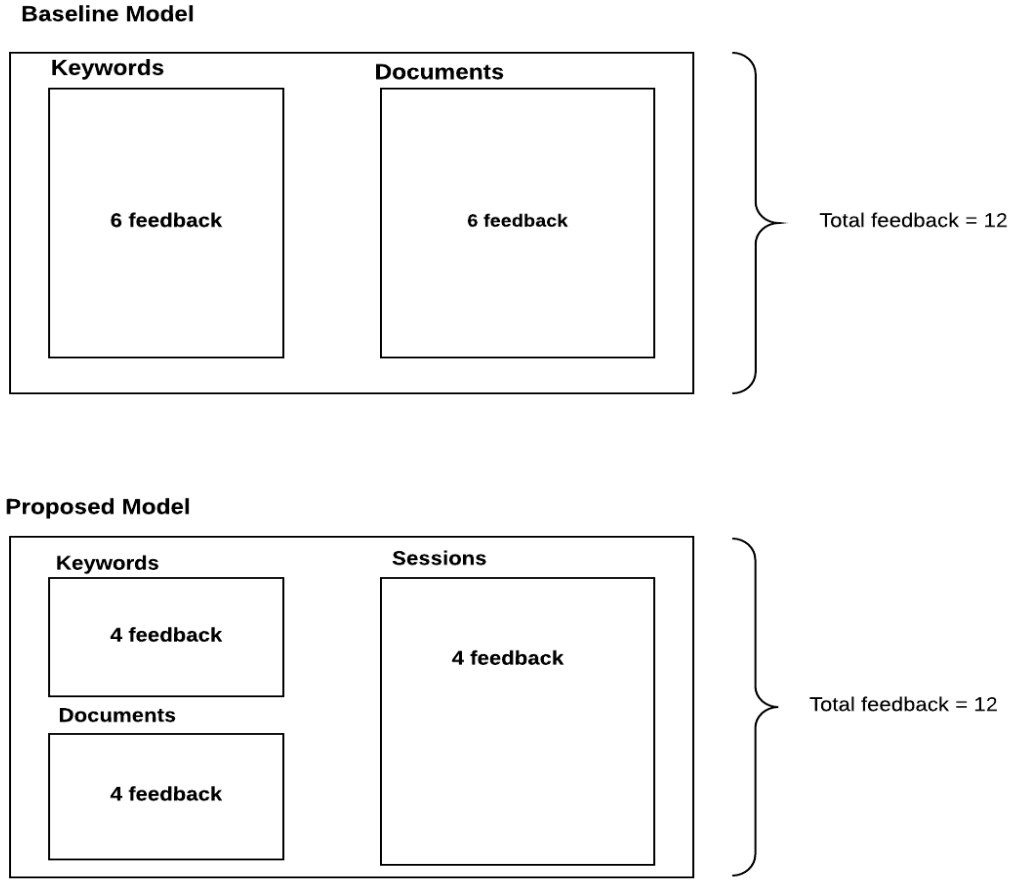 Baseline Model
Keywords
Documents
6 feedback
6 feedback
Total feedback = 12
Proposed Model
Keywords
Sessions
4 feedback
4 feedback
Documents
4 feedback
Total feedback = 12